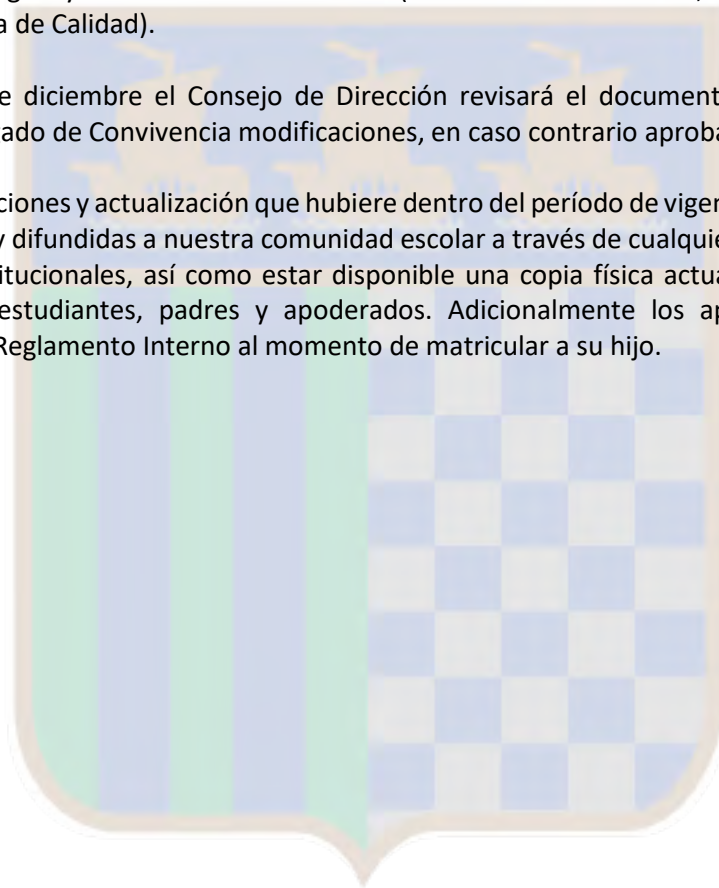 a de Calidad).
e diciembre el Consejo de Dirección revisará el document
ado de Convivencia modificaciones, en caso contrario aproba
ciones y actualización que hubiere dentro del período de vigen
y difundidas a nuestra comunidad escolar a través de cualquie
itucionales, así como estar disponible una copia física actua
estudiantes, padres y apoderados. Adicionalmente los ap
Reglamento Interno al momento de matricular a su hijo.